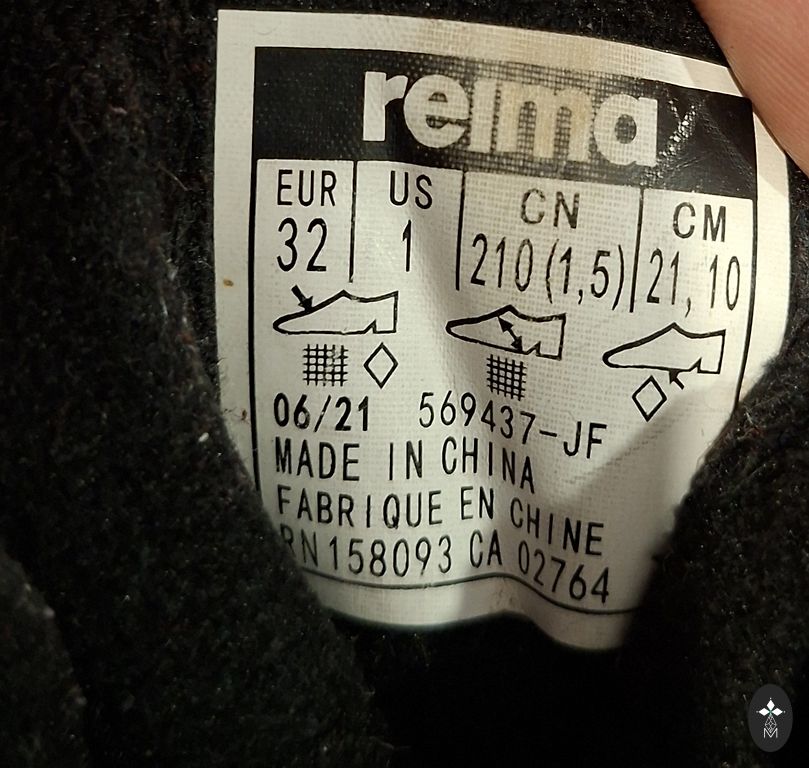 reima
EUR US CN CM
32 1 210(1,5) 21,10
06/21 569437-JF
MADE IN CHINA
FABRIQUE EN CHINE
RN158093 CA 02764
M